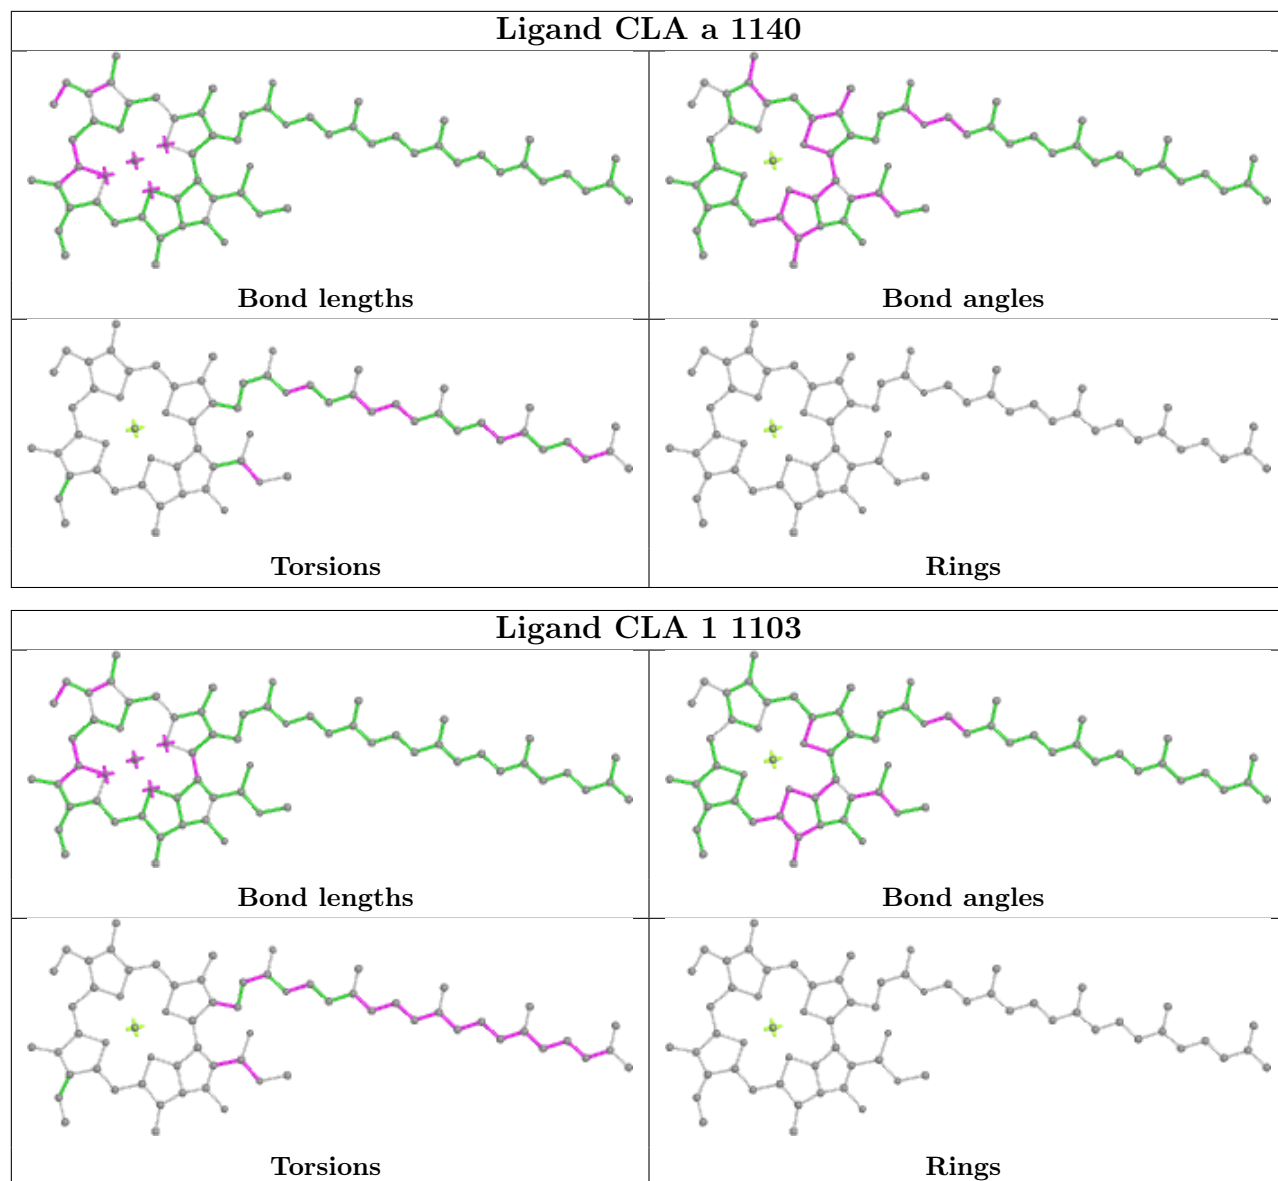 Ligand CLA a 1140
Bond lengths
Bond angles
Torsions
Rings
Ligand CLA 1 1103
Bond lengths
Bond angles
Torsions
Rings